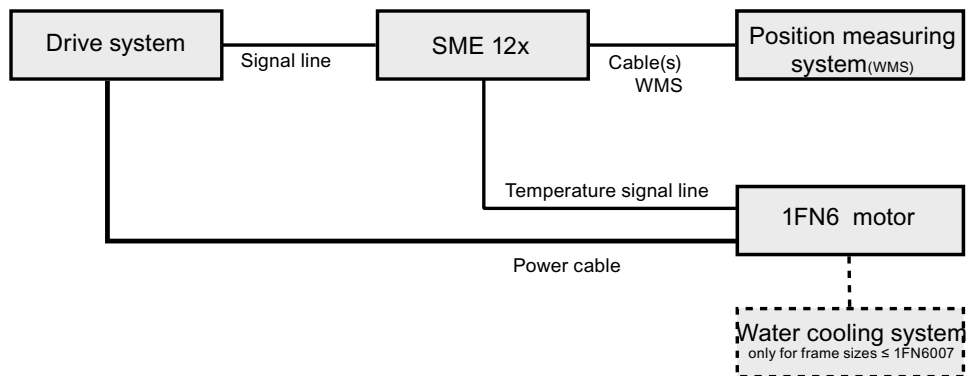 Drive system
Signal line
SME 12x
Cable(s)
WMS
Position measuring
system(WMS)
Temperature signal line
1FN6 motor
Power cable
Water cooling system
only for frame sizes ≤ 1FN6007